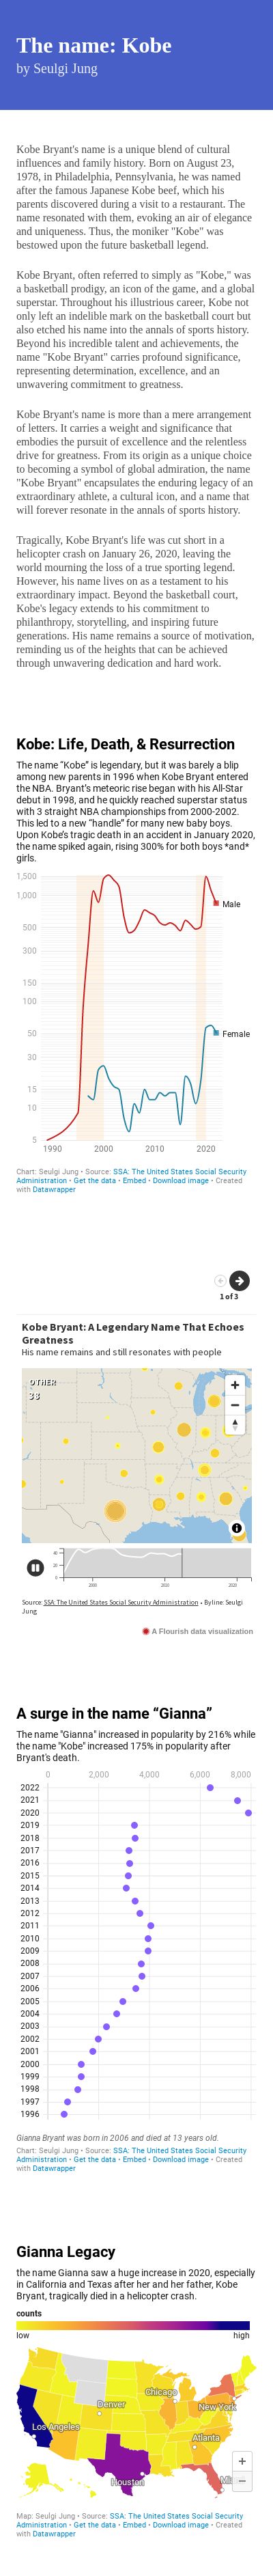 The name: Kobe
by Seulgi Jung
Kobe Bryant's name is a unique blend of cultural
influences and family history. Born on August 23,
1978, in Philadelphia, Pennsylvania, he was named
after the famous Japanese Kobe beef, which his
parents discovered during a visit to a restaurant. The
name resonated with them, evoking an air of elegance
and uniqueness. Thus, the moniker "Kobe" was
bestowed upon the future basketball legend.
Kobe Bryant, often referred to simply as "Kobe," was
a basketball prodigy, an icon of the game, and a global
superstar. Throughout his illustrious career, Kobe not
only left an indelible mark on the basketball court but
also etched his name into the annals of sports history.
Beyond his incredible talent and achievements, the
name "Kobe Bryant" carries profound significance,
representing determination, excellence, and an
unwavering commitment to greatness.
Kobe Bryant's name is more than a mere arrangement
of letters. It carries a weight and significance that
embodies the pursuit of excellence and the relentless
drive for greatness. From its origin as a unique choice
to becoming a symbol of global admiration, the name
"Kobe Bryant" encapsulates the enduring legacy of an
extraordinary athlete, a cultural icon, and a name that
will forever resonate in the annals of sports history.
Tragically, Kobe Bryant's life was cut short in a
helicopter crash on January 26, 2020, leaving the
world mourning the loss of a true sporting legend.
However, his name lives on as a testament to his
extraordinary impact. Beyond the basketball court,
Kobe's legacy extends to his commitment to
philanthropy, storytelling, and inspiring future
generations. His name remains a source of motivation,
reminding us of the heights that can be achieved
through unwavering dedication and hard work.
Kobe: Life, Death, & Resurrection
The name “Kobe” is legendary, but it was barely a blip
among new parents in 1996 when Kobe Bryant entered
the NBA. Bryant’s meteoric rise began with his All-Star
debut in 1998, and he quickly reached superstar status
with 3 straight NBA championships from 2000-2002.
This led to a new “handle” for many new baby boys.
Upon Kobe’s tragic death in an accident in January 2020,
the name spiked again, rising 300% for both boys *and*
girls.
1,500
1,000
500
300
150
100
50
30
15
10
5
Male
Female
1990 2000 2010 2020
Chart: Seulgi Jung • Source: SSA: The United States Social Security
Administration • Get the data • Embed • Download image • Created
with Datawrapper
1 of 3
Kobe Bryant: A Legendary Name That Echoes
Greatness
His name remains and still resonates with people
OTHER
33
40
20
0
2000 2010 2020
Source: SSA: The United States Social Security Administration • Byline: Seulgi
Jung
A Flourish data visualization
A surge in the name “Gianna”
The name "Gianna" increased in popularity by 216% while
the name "Kobe" increased 175% in popularity after
Bryant's death.
0 2,000 4,000 6,000 8,000
2022
2021
2020
2019
2018
2017
2016
2015
2014
2013
2012
2011
2010
2009
2008
2007
2006
2005
2004
2003
2002
2001
2000
1999
1998
1997
1996
Gianna Bryant was born in 2006 and died at 13 years old.
Chart: Seulgi Jung • Source: SSA: The United States Social Security
Administration • Get the data • Embed • Download image • Created
with Datawrapper
Gianna Legacy
the name Gianna saw a huge increase in 2020, especially
in California and Texas after her and her father, Kobe
Bryant, tragically died in a helicopter crash.
counts
low high
Chicago
Denver
New York
Los Angeles
Atlanta
Houston
Map: Seulgi Jung • Source: SSA: The United States Social Security
Administration • Get the data • Embed • Download image • Created
with Datawrapper